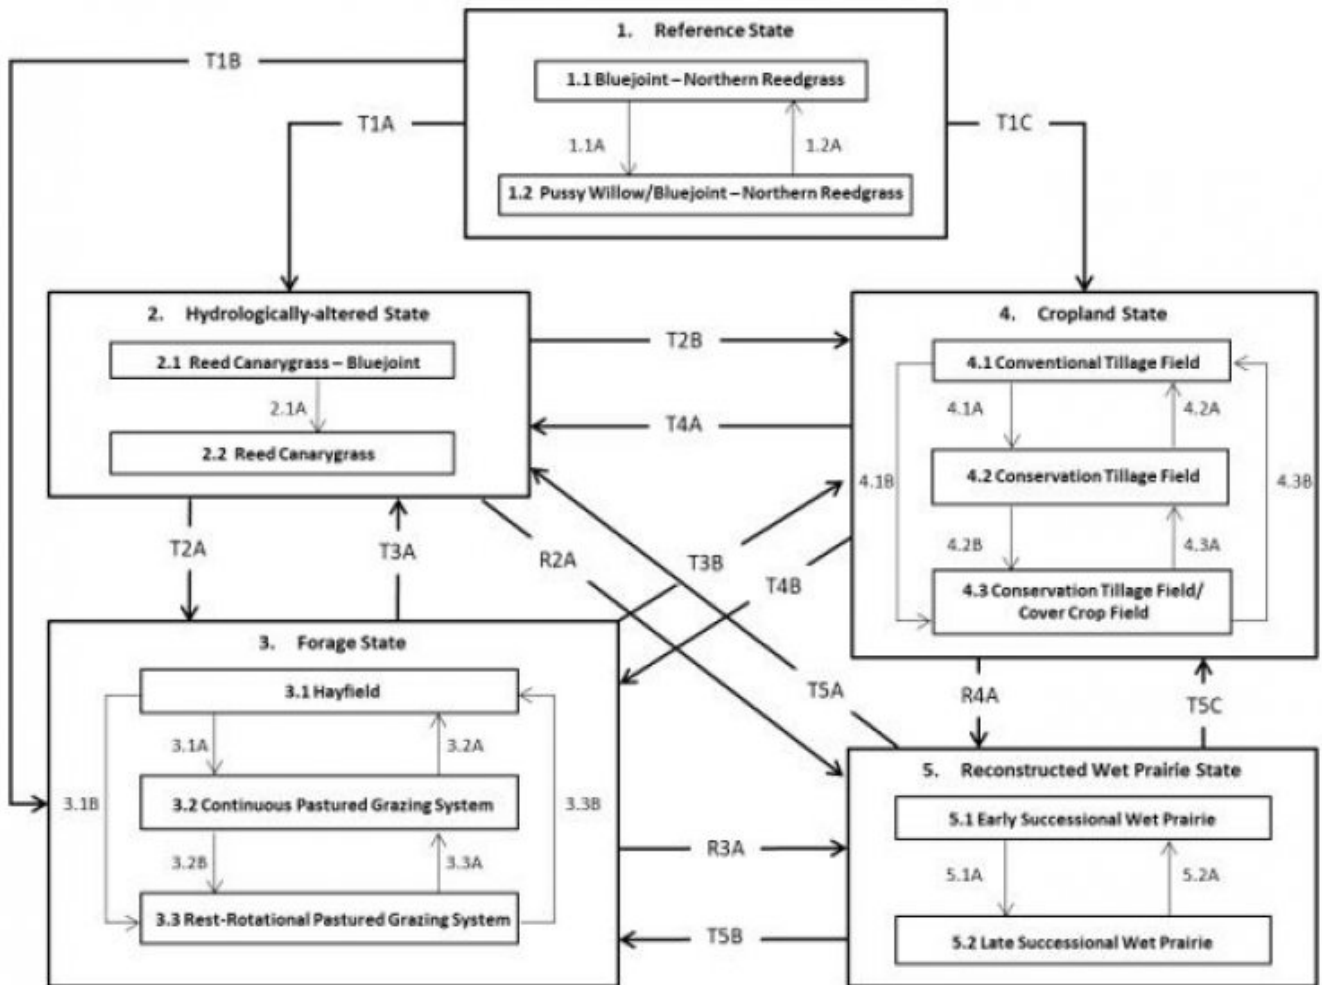 1. Reference State
T1B
1.1 Bluejoint – Northern Reedgrass
T1A
T1C
1.1A
1.2A
1.2 Pussy Willow/Bluejoint – Northern Reedgrass
2. Hydrologically-altered State
2.1 Reed Canarygrass – Bluejoint
2.1A
2.2 Reed Canarygrass
T2B
T4A
4. Cropland State
4.1 Conventional Tillage Field
4.1A
4.2A
4.2 Conservation Tillage Field
4.1B
4.3B
4.2B
4.3A
4.3 Conservation Tillage Field/
Cover Crop Field
T2A
T3A
R2A
T3B
T4B
3. Forage State
3.1 Hayfield
3.1A
3.2A
3.2 Continuous Pastured Grazing System
3.1B
3.3B
3.2B
3.3A
3.3 Rest-Rotational Pastured Grazing System
T5A
R4A
T5C
R3A
T5B
5. Reconstructed Wet Prairie State
5.1 Early Successional Wet Prairie
5.1A
5.2A
5.2 Late Successional Wet Prairie